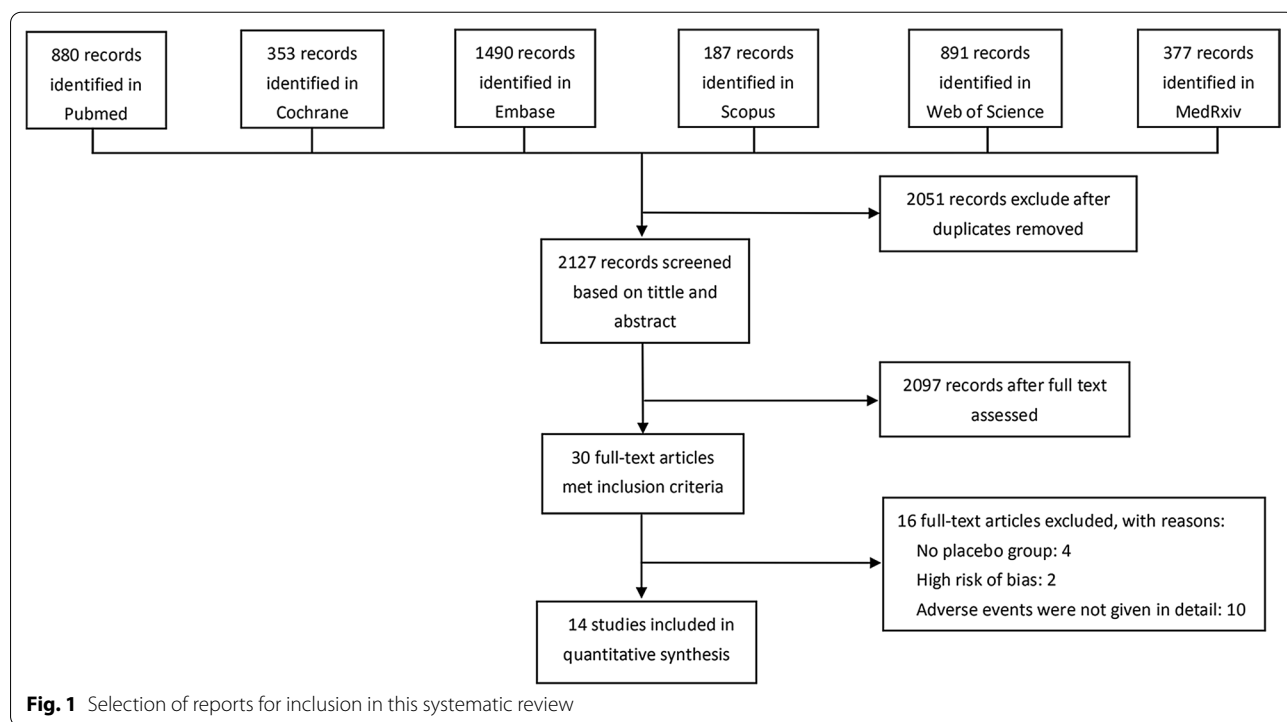 880 records
identified in
Pubmed
353 records
identified in
Cochrane
1490 records
identified in
Embase
187 records
identified in
Scopus
891 records
identified in
Web of Science
377 records
identified in
MedRxiv
2051 records exclude after
duplicates removed
2127 records screened
based on tittle and
abstract
2097 records after full text
assessed
30 full-text articles
met inclusion criteria
16 full-text articles excluded, with reasons:
No placebo group: 4
High risk of bias: 2
Adverse events were not given in detail: 10
14 studies included in
quantitative synthesis
Fig. 1 Selection of reports for inclusion in this systematic review